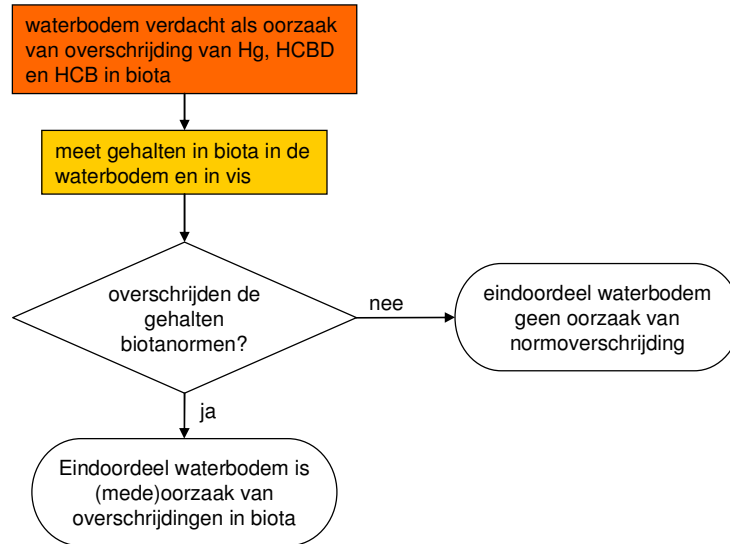 waterbodem verdacht als oorzaak
van overschrijding van Hg, HCBD
en HCB in biota
meet gehalten in biota in de
waterbodem en in vis
overschrijden de
gehalten
biotanormen?
nee
eindoordeel waterbodem
geen oorzaak van
normoverschrijding
ja
Eindoordeel waterbodem is
(mede)oorzaak van
overschrijdingen in biota